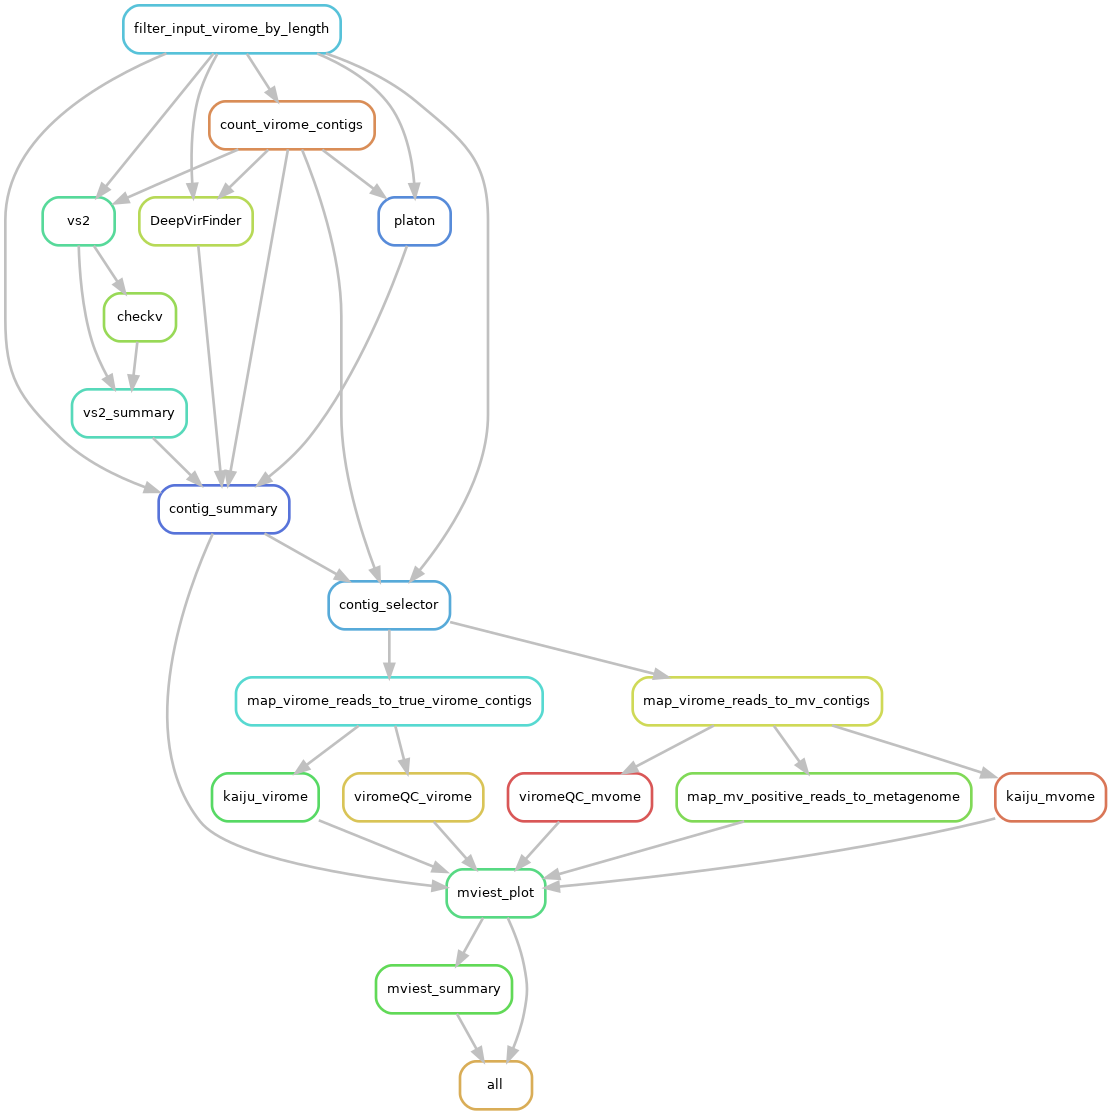 filter_input_virome_by_length
count_virome_contigs
vs2
DeepVirFinder
platon
checkv
vs2_summary
contig_summary
contig_selector
map_virome_reads_to_true_virome_contigs
map_virome_reads_to_mv_contigs
kaiju_virome
viromeQC_virome
viromeQC_mvome
map_mv_positive_reads_to_metagenome
kaiju_mvome
mviest_plot
mviest_summary
all